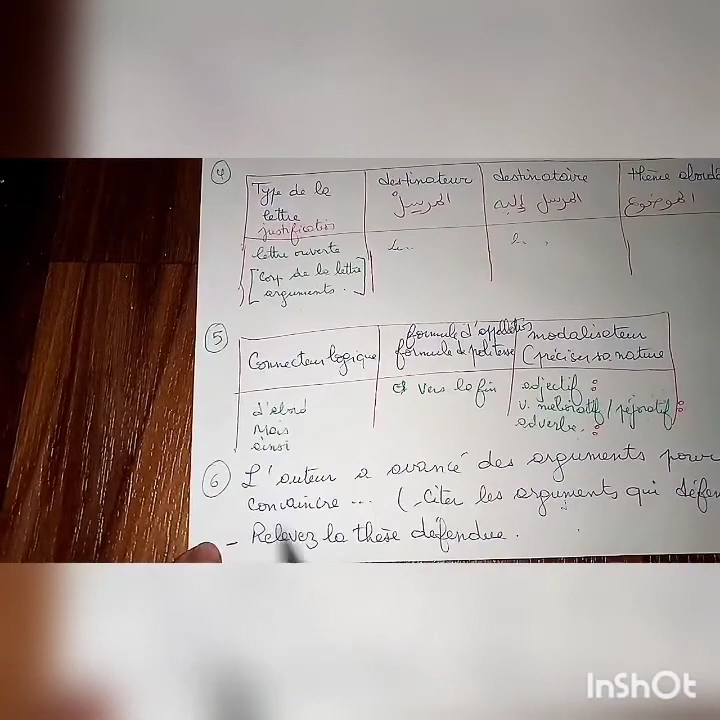 4
Type de la destinateur destinataire thème abordé
lettre المرسل المرسل إليه الموضوع
justification
lettre ouverte
[corp de la lettre
arguments.]
5
Connecteur logique formule d'appellation modalisateur
formule de politesse (préciser sa nature
d'abord vers la fin adjectif :
Mais v. mélioratif / péjoratif :
ainsi adverbe. :
6 L'auteur a avancé des arguments pour
convaincre ... (citer les arguments qui défen
- Relevez la thèse défendue.
InShOt